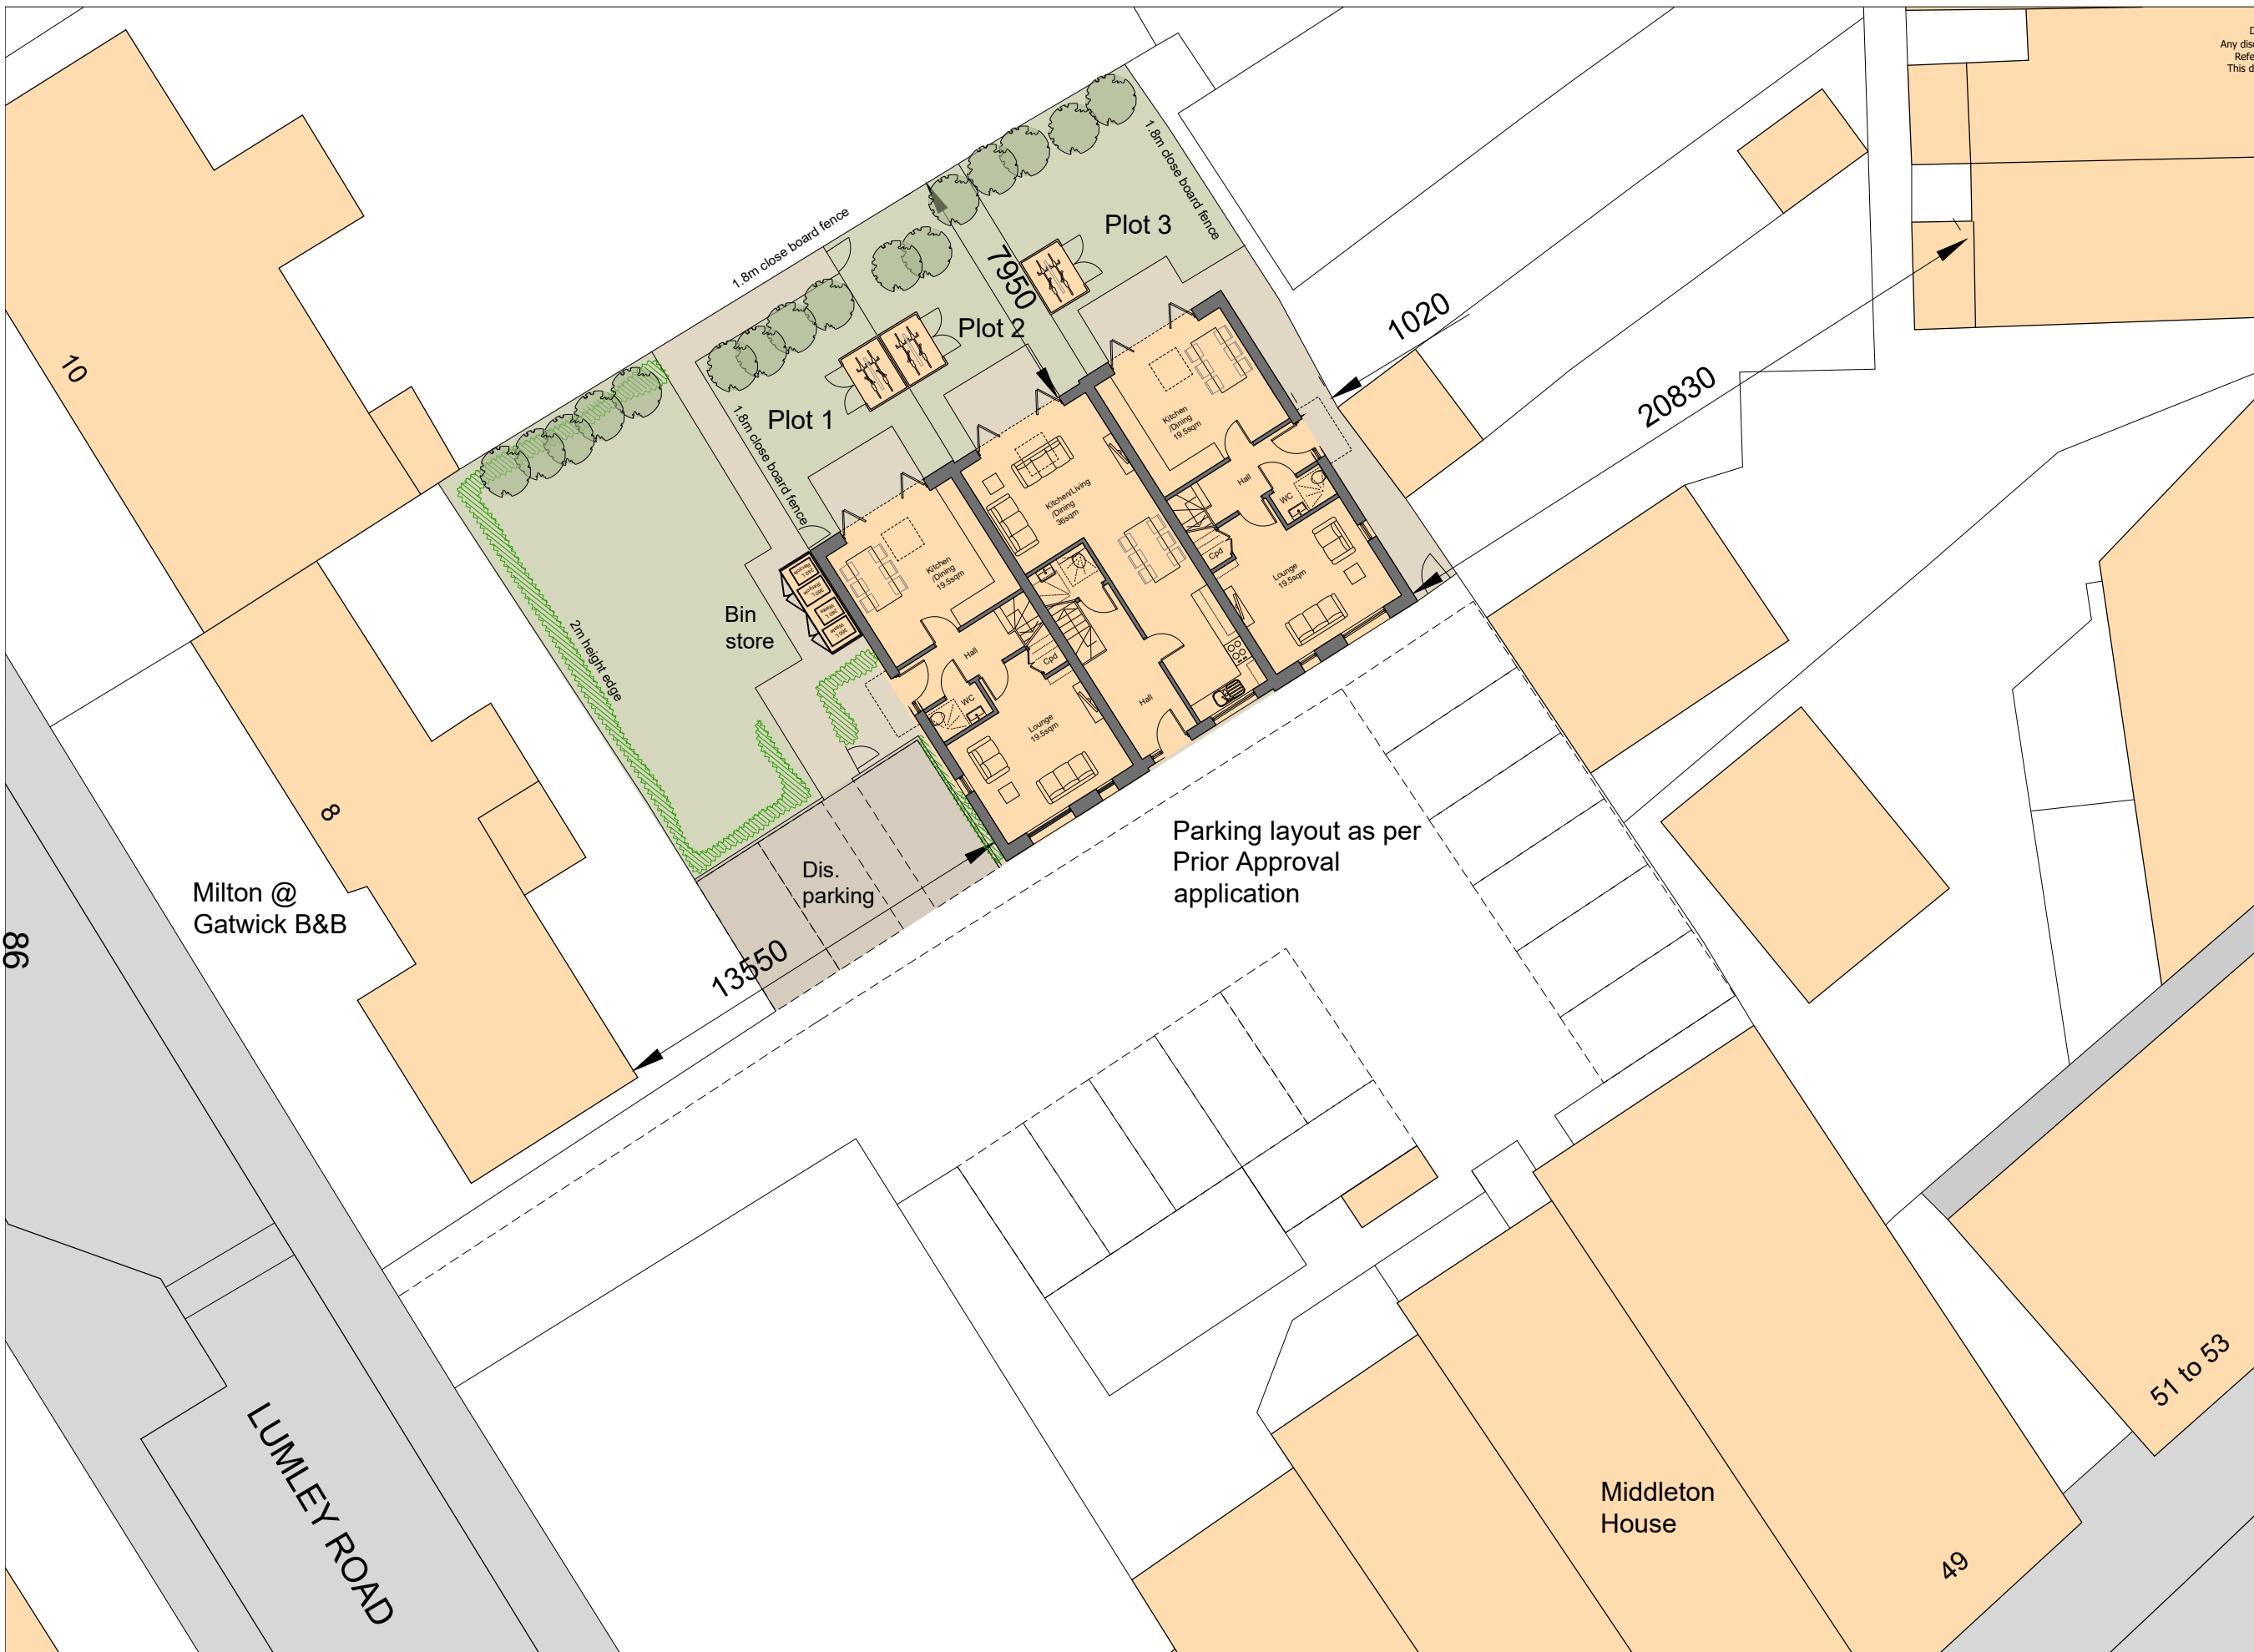 D
Any disc
Refe
This d
1.8m close board fence
1.8m close board fence
Plot 3
7950
Plot 2
1020
10
20830
Plot 1
1.8m close board fence
Kitchen
/Dining
19.5sqm
Kitchen/Living
/Dining
36sqm
Hall
WC
Kitchen
/Dining
19.5sqm
Cpd
Lounge
19.5sqm
Bin
store
2m height edge
Hall
Cpd
WC
Hall
Lounge
19.5sqm
8
Dis.
parking
Parking layout as per
Prior Approval
application
Milton @
Gatwick B&B
86
13550
51 to 53
LUMLEY ROAD
Middleton
House
49